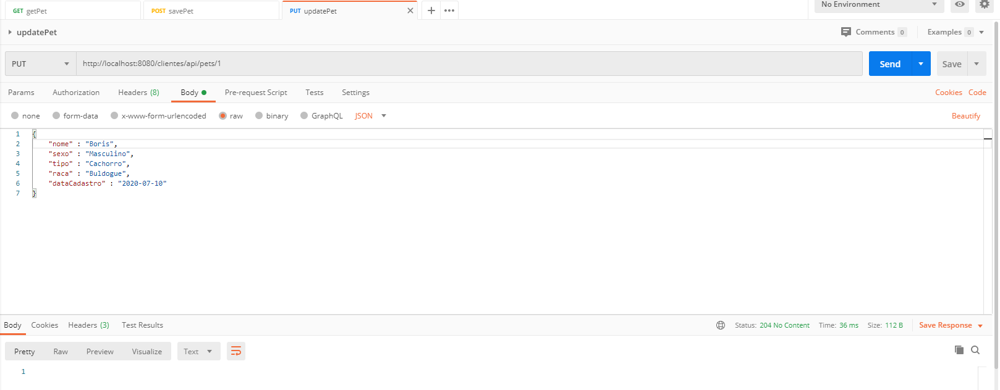 GET getPet POST savePet PUT updatePet No Environment
updatePet Comments 0 Examples 0
PUT http://localhost:8080/clientes/api/pets/1 Send Save
Params Authorization Headers (8) Body Pre-request Script Tests Settings Cookies Code
none form-data x-www-form-urlencoded raw binary GraphQL JSON Beautify
1 {
2 "nome" : "Boris",
3 "sexo" : "Masculino",
4 "tipo" : "Cachorro",
5 "raca" : "Buldogue",
6 "dataCadastro" : "2020-07-10"
7 }
Body Cookies Headers (3) Test Results Status: 204 No Content Time: 36 ms Size: 112 B Save Response
Pretty Raw Preview Visualize Text
1